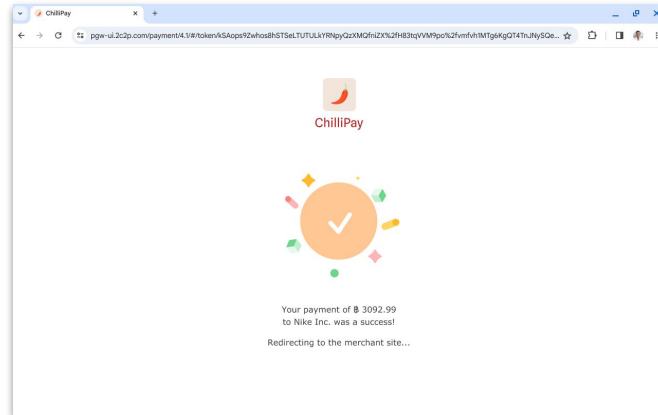 ChilliPay
pgw-ui.2c2p.com/payment/4.1/#/token/kSAops9Zwhos8hSTSeLTUTULkYRNpyQzXMQfniZX%2fH83tqVVM9po%2fvmfvh1MTg6KgQT4TnJNySQe...
ChilliPay
Your payment of ฿ 3092.99
to Nike Inc. was a success!
Redirecting to the merchant site...